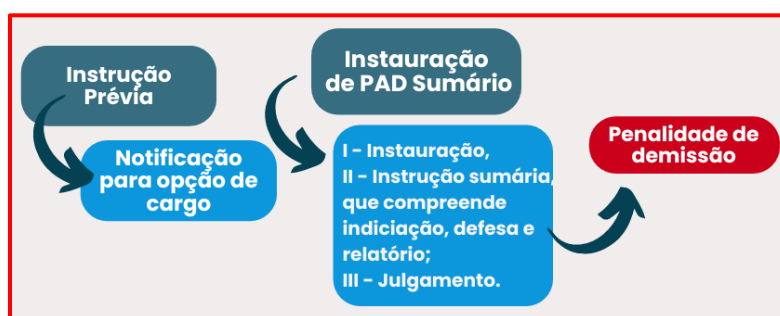 Instrução
Prévia
Notificação
para opção de
cargo
Instauração
de PAD Sumário
I - Instauração,
II - Instrução sumária,
que compreende
indiciação, defesa e
relatório;
III - Julgamento.
Penalidade de
demissão